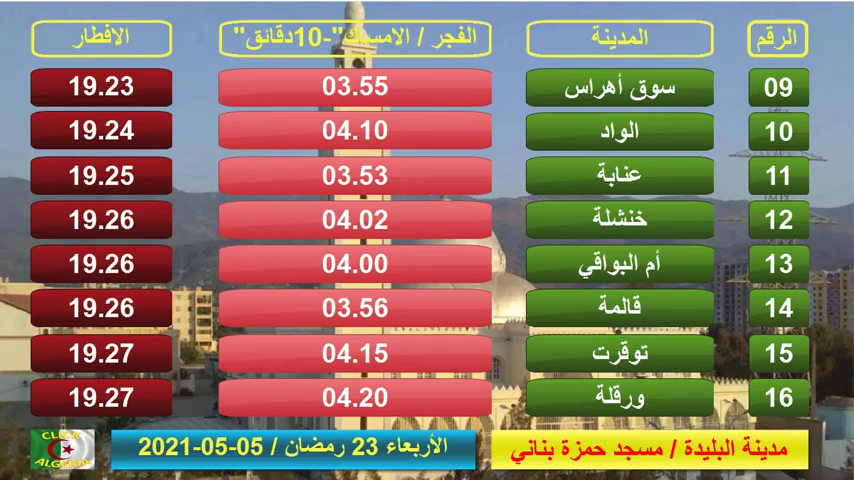 الرقم المدينة الفجر / الامساك"-10دقائق" الافطار
09 سوق أهراس 03.55 19.23
10 الواد 04.10 19.24
11 عنابة 03.53 19.25
12 خنشلة 04.02 19.26
13 أم البواقي 04.00 19.26
14 قالمة 03.56 19.26
15 توقرت 04.15 19.27
16 ورقلة 04.20 19.27
مدينة البليدة / مسجد حمزة بناني
الأربعاء 23 رمضان / 05-05-2021
CLICK
ALGERIA